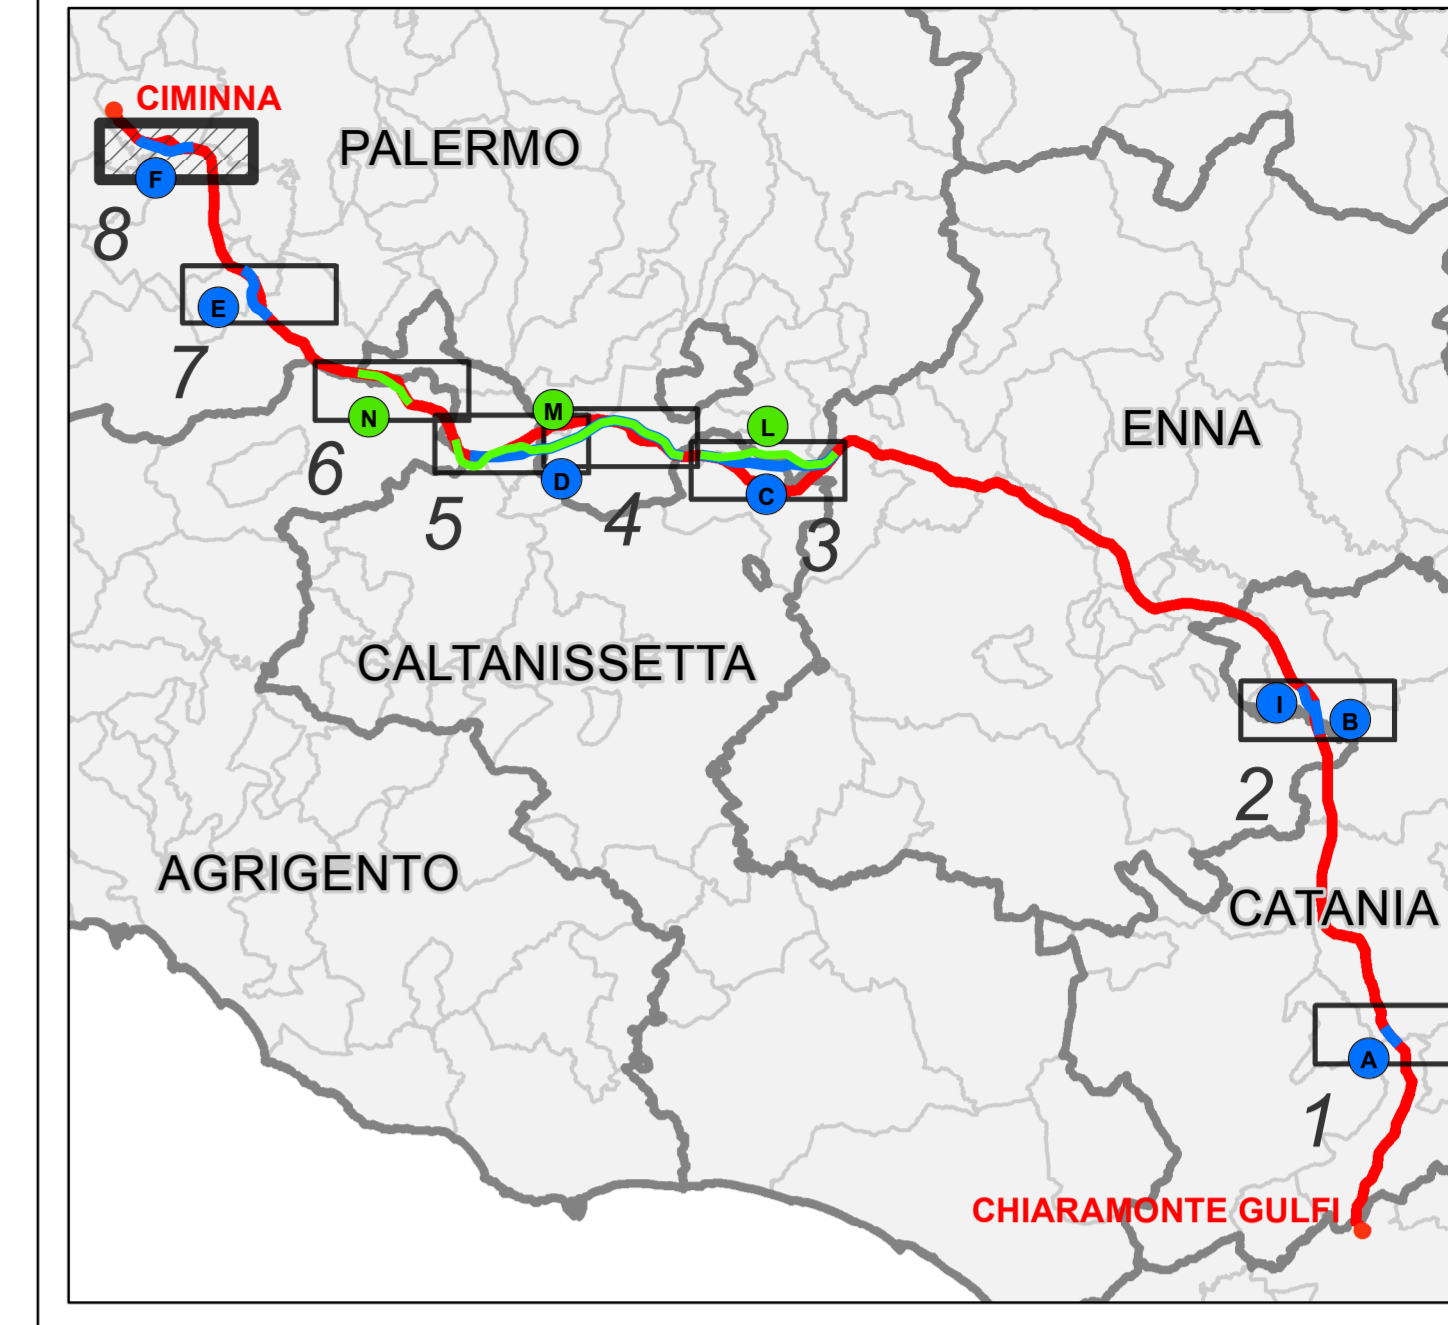 CIMINNA
PALERMO
F
8
E
7
N
6
M
L
ENNA
D
C
5
4
3
CALTANISSETTA
I
B
2
AGRIGENTO
CATANIA
A
1
CHIARAMONTE GULFI